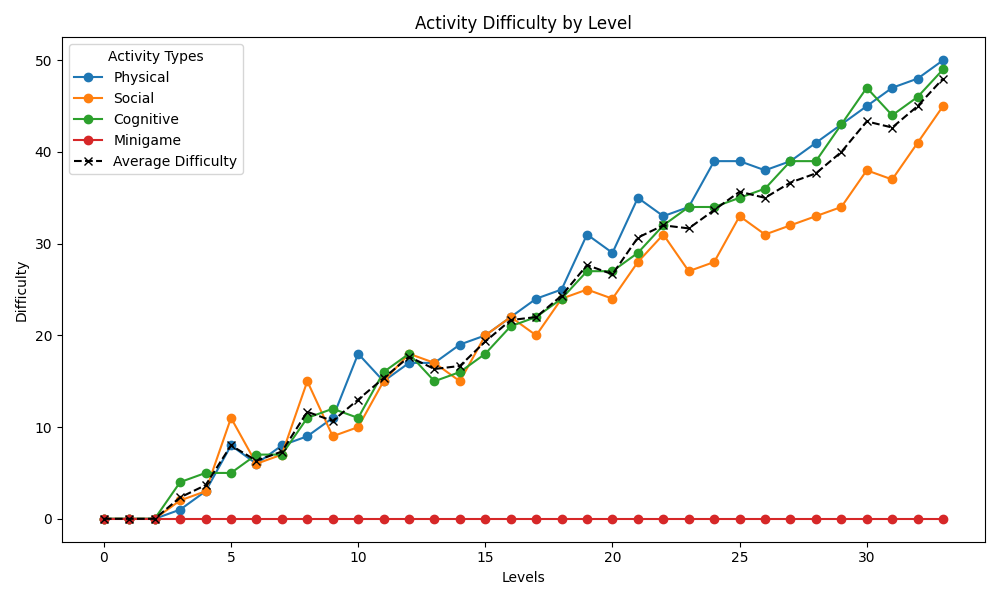 Activity Difficulty by Level
Activity Types
Physical
Social
Cognitive
Minigame
Average Difficulty
Difficulty
50
40
30
20
10
0
0 5 10 15 20 25 30
Levels